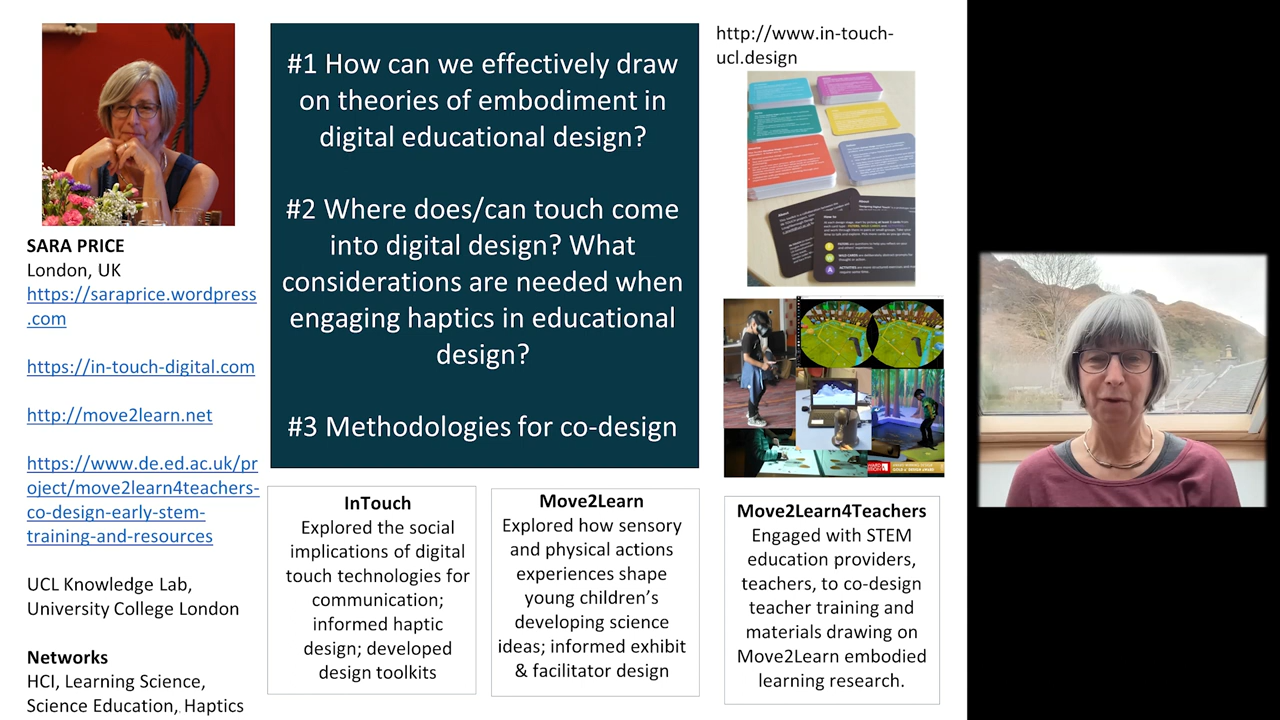 SARA PRICE
London, UK
https://saraprice.wordpress
.com
https://in-touch-digital.com
http://move2learn.net
https://www.de.ed.ac.uk/pr
oject/move2learn4teachers-
co-design-early-stem-
training-and-resources
UCL Knowledge Lab,
University College London
Networks
HCI, Learning Science,
Science Education, Haptics
#1 How can we effectively draw
on theories of embodiment in
digital educational design?
#2 Where does/can touch come
into digital design? What
considerations are needed when
engaging haptics in educational
design?
#3 Methodologies for co-design
http://www.in-touch-
ucl.design
About
About
How to
InTouch
Explored the social
implications of digital
touch technologies for
communication;
informed haptic
design; developed
design toolkits
Move2Learn
Explored how sensory
and physical actions
experiences shape
young children's
developing science
ideas; informed exhibit
& facilitator design
Move2Learn4Teachers
Engaged with STEM
education providers,
teachers, to co-design
teacher training and
materials drawing on
Move2Learn embodied
learning research.